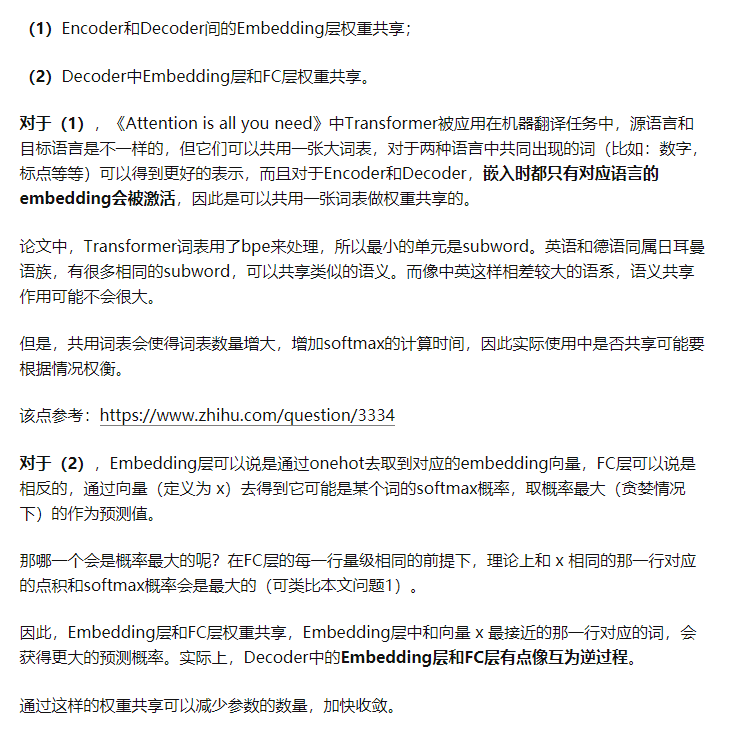 （1）Encoder和Decoder间的Embedding层权重共享；
（2）Decoder中Embedding层和FC层权重共享。
对于（1），《Attention is all you need》中Transformer被应用在机器翻译任务中，源语言和
目标语言是不一样的，但它们可以共用一张大词表，对于两种语言中共同出现的词（比如：数字，
标点等等）可以得到更好的表示，而且对于Encoder和Decoder，嵌入时都只有对应语言的
embedding会被激活，因此是可以共用一张词表做权重共享的。
论文中，Transformer词表用了bpe来处理，所以最小的单元是subword。英语和德语同属日耳曼
语族，有很多相同的subword，可以共享类似的语义。而像中英这样相差较大的语系，语义共享
作用可能不会很大。
但是，共用词表会使得词表数量增大，增加softmax的计算时间，因此实际使用中是否共享可能要
根据情况权衡。
该点参考：https://www.zhihu.com/question/3334
对于（2），Embedding层可以说是通过onehot去取到对应的embedding向量，FC层可以说是
相反的，通过向量（定义为 x）去得到它可能是某个词的softmax概率，取概率最大（贪婪情况
下）的作为预测值。
那哪一个会是概率最大的呢？在FC层的每一行量级相同的前提下，理论上和 x 相同的那一行对应
的点积和softmax概率会是最大的（可类比本文问题1）。
因此，Embedding层和FC层权重共享，Embedding层中和向量 x 最接近的那一行对应的词，会
获得更大的预测概率。实际上，Decoder中的Embedding层和FC层有点像互为逆过程。
通过这样的权重共享可以减少参数的数量，加快收敛。